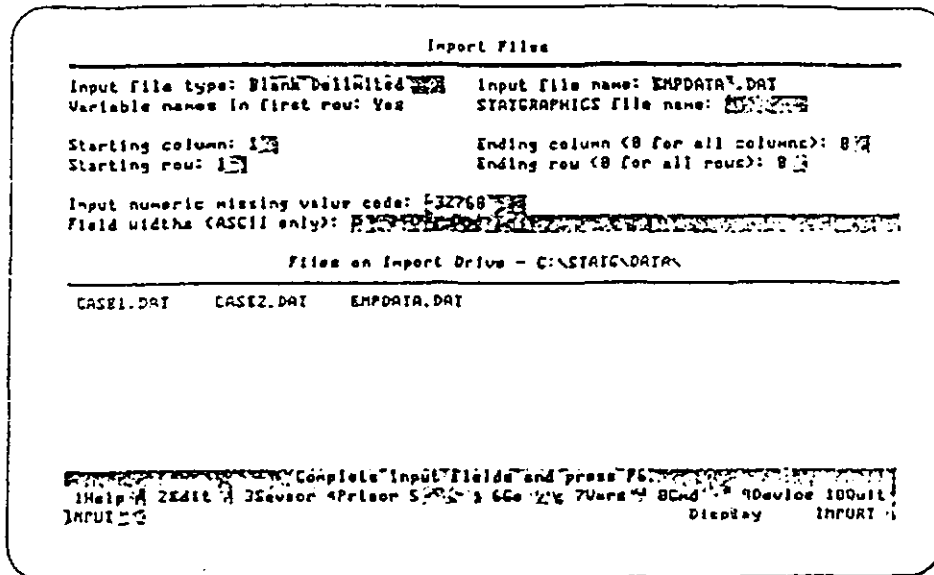 Import Files
Input file type: Blank Delimited Input file name: EMPDATA .DAT
Variable names in first row: Yes STATGRAPHICS file name:
Starting column: 1 Ending column (0 for all columns): 0
Starting row: 1 Ending row (0 for all rows): 0
Input numeric missing value code: -32768
Field widths (ASCII only):
Files on Import Drive - C:\STATG\DATA\
CASE1.DAT CASE2.DAT EMPDATA.DAT
Complete input fields and press F6.
1Help 2Edit 3Savscr 4Prtscr 5 6Go 7Vars 8Cmd 9Device 10Quit
INPUT Display IMPORT